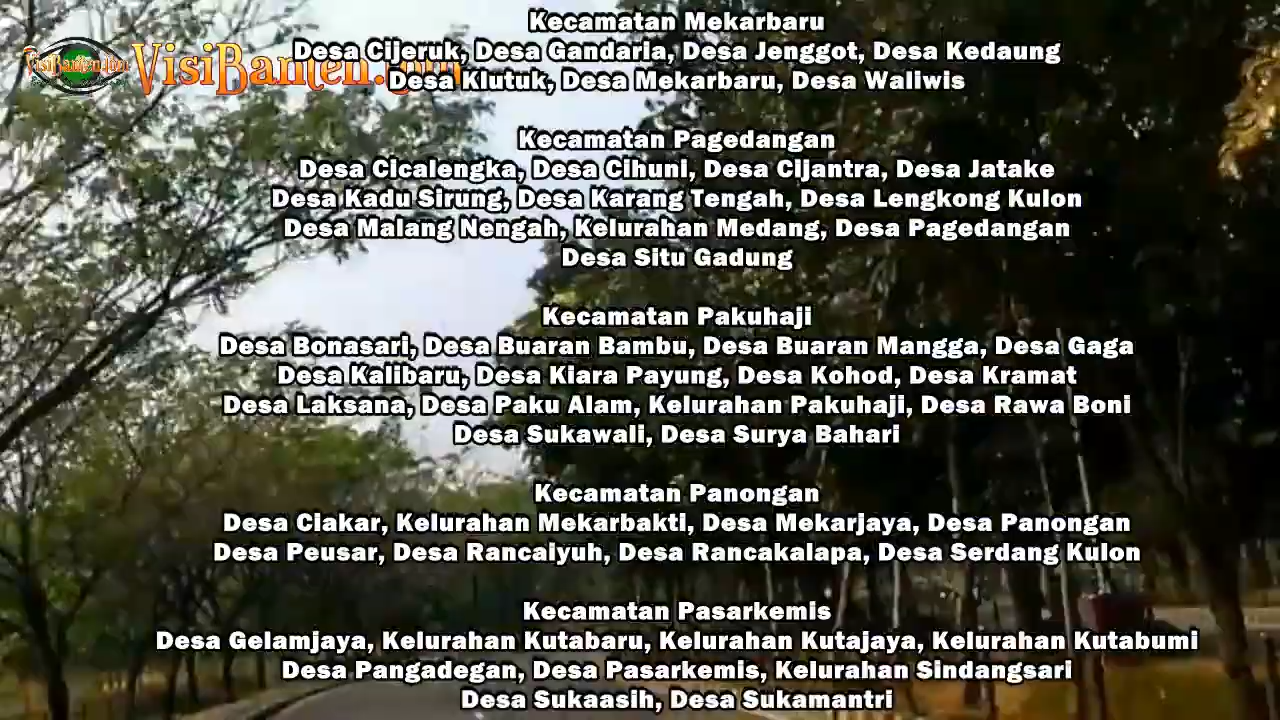 Kecamatan Mekarbaru
VisiBanten.com VisiBanten.com
Desa Cijeruk, Desa Gandaria, Desa Jenggot, Desa Kedaung
Desa Klutuk, Desa Mekarbaru, Desa Waliwis
Kecamatan Pagedangan
Desa Cicalengka, Desa Cihuni, Desa Cijantra, Desa Jatake
Desa Kadu Sirung, Desa Karang Tengah, Desa Lengkong Kulon
Desa Malang Nengah, Kelurahan Medang, Desa Pagedangan
Desa Situ Gadung
Kecamatan Pakuhaji
Desa Bonasari, Desa Buaran Bambu, Desa Buaran Mangga, Desa Gaga
Desa Kalibaru, Desa Kiara Payung, Desa Kohod, Desa Kramat
Desa Laksana, Desa Paku Alam, Kelurahan Pakuhaji, Desa Rawa Boni
Desa Sukawali, Desa Surya Bahari
Kecamatan Panongan
Desa Ciakar, Kelurahan Mekarbakti, Desa Mekarjaya, Desa Panongan
Desa Peusar, Desa Rancaiyuh, Desa Rancakalapa, Desa Serdang Kulon
Kecamatan Pasarkemis
Desa Gelamjaya, Kelurahan Kutabaru, Kelurahan Kutajaya, Kelurahan Kutabumi
Desa Pangadegan, Desa Pasarkemis, Kelurahan Sindangsari
Desa Sukaasih, Desa Sukamantri